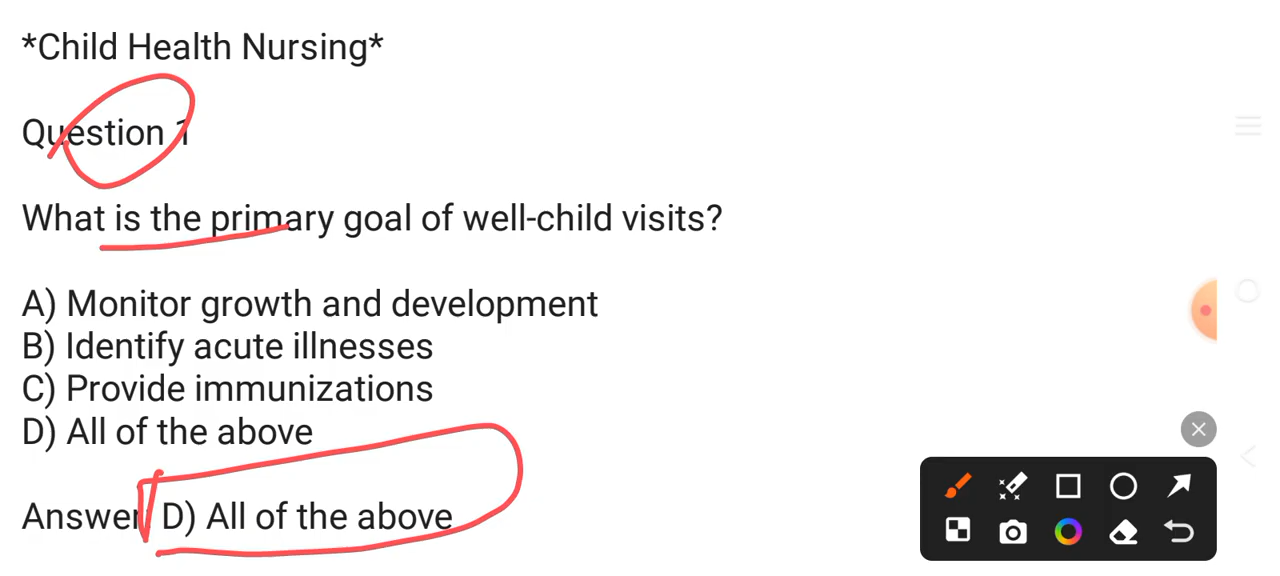 *Child Health Nursing*
Question 1
What is the primary goal of well-child visits?
A) Monitor growth and development
B) Identify acute illnesses
C) Provide immunizations
D) All of the above
Answer: D) All of the above